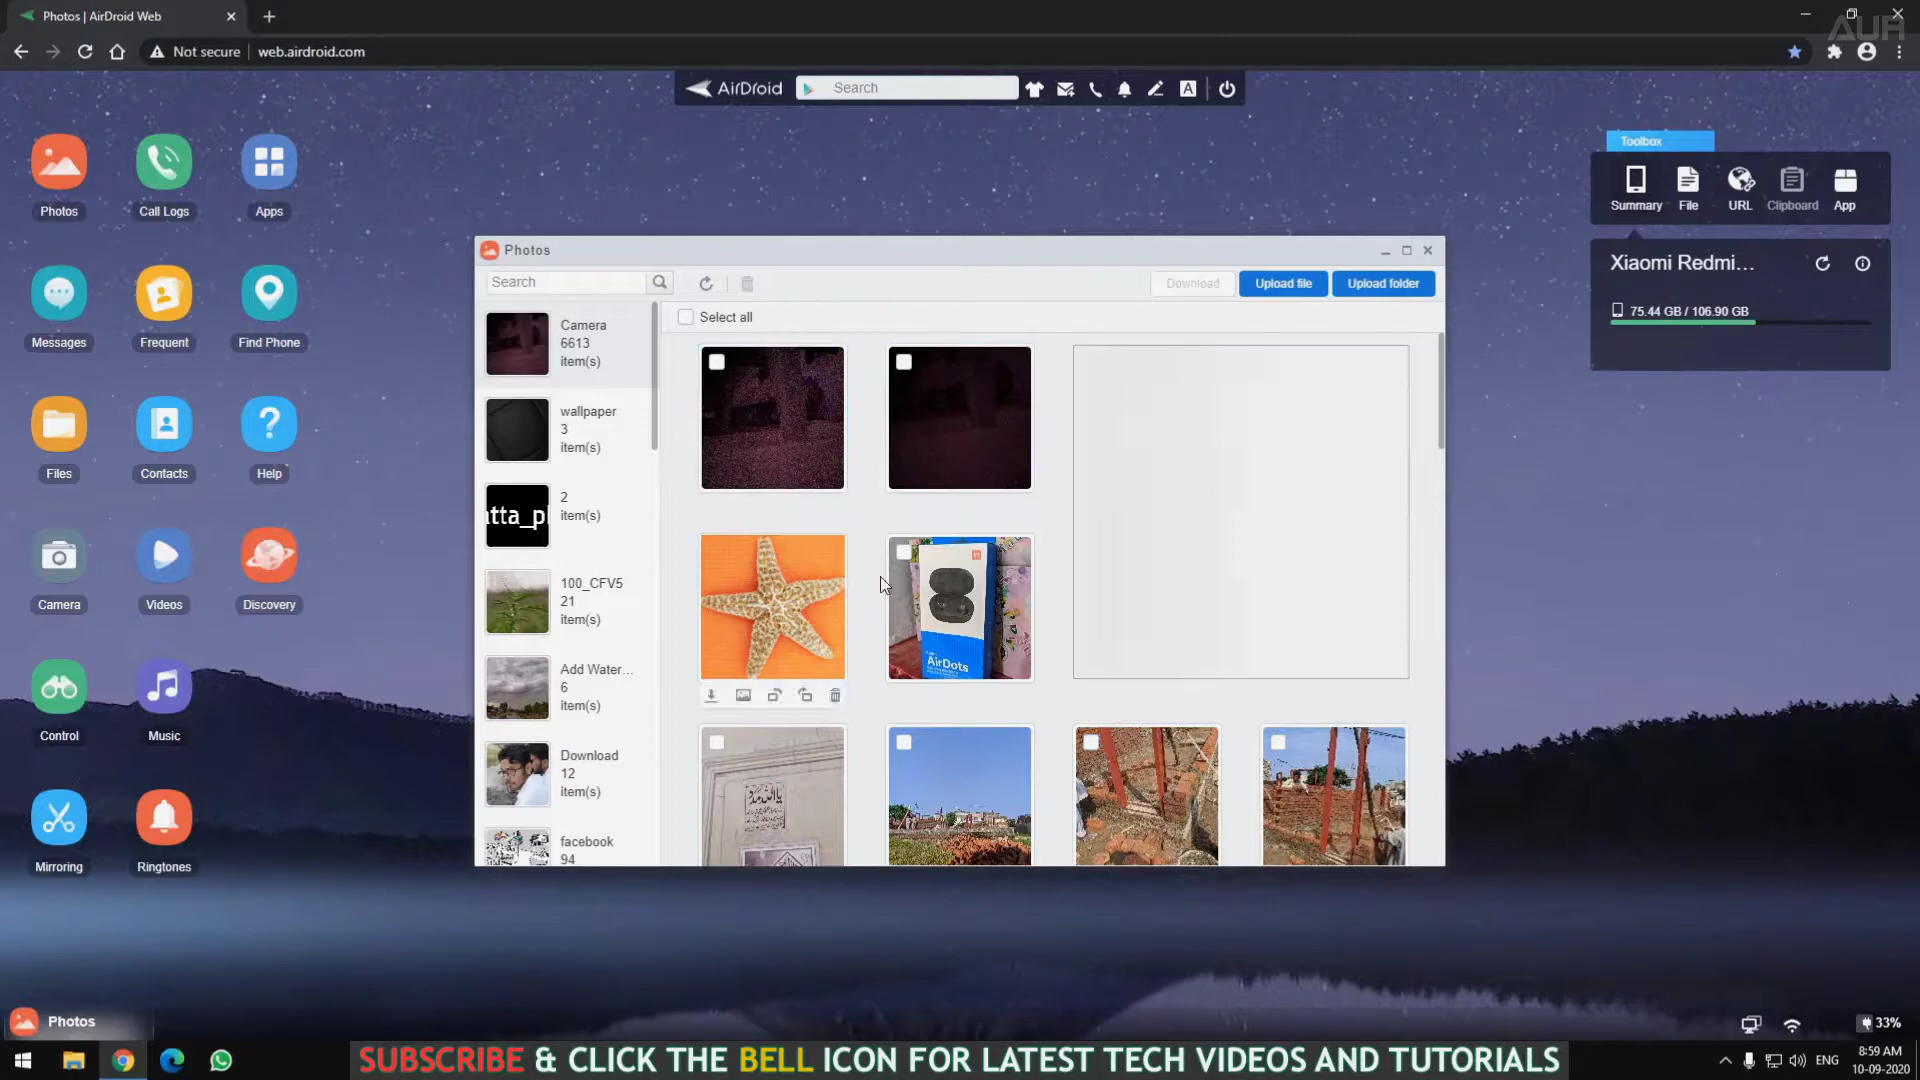 Photos | AirDroid Web
AUR
Not secure
web.airdroid.com
AirDroid
Search
A
Toolbox
Summary
File
URL
Clipboard
App
Xiaomi Redmi...
75.44 GB / 106.90 GB
Photos
Call Logs
Apps
Messages
Frequent
Find Phone
Files
Contacts
Help
Camera
Videos
Discovery
Control
Music
Mirroring
Ringtones
Photos
Search
Download
Upload file
Upload folder
Select all
Camera
6613
item(s)
wallpaper
3
item(s)
atta_pl
2
item(s)
100_CFV5
21
item(s)
Add Water...
6
item(s)
Download
12
item(s)
facebook
94
AirDots
Photos
33%
SUBSCRIBE & CLICK THE BELL ICON FOR LATEST TECH VIDEOS AND TUTORIALS
ENG
8:59 AM
10-09-2020